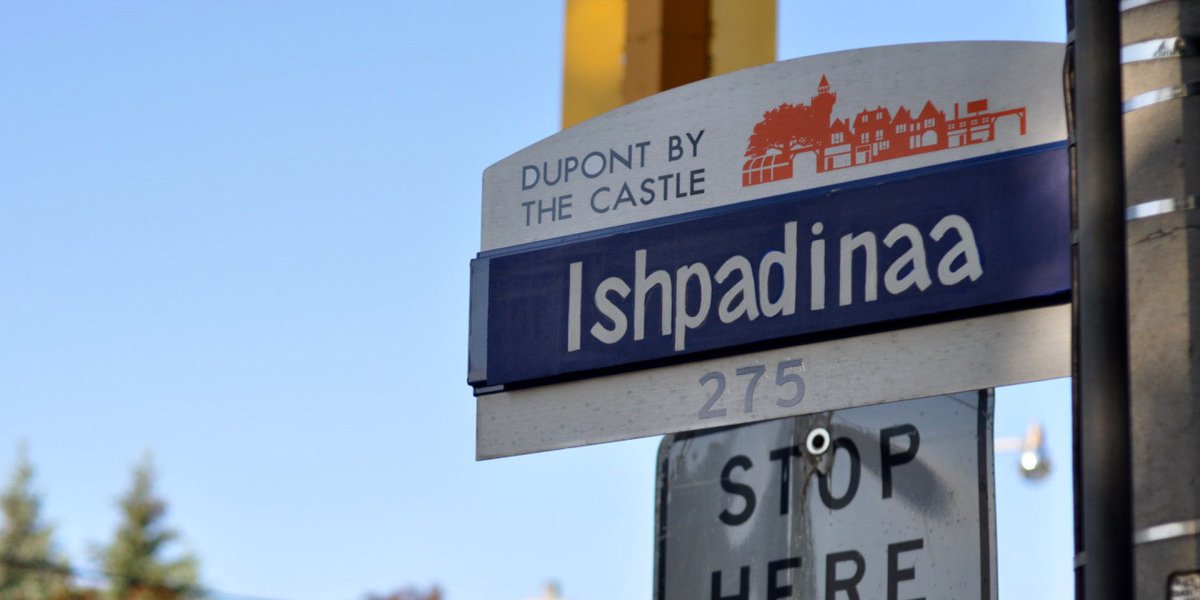 DUPONT BY
THE CASTLE
Ishpadinaa
275
STOP
HERE